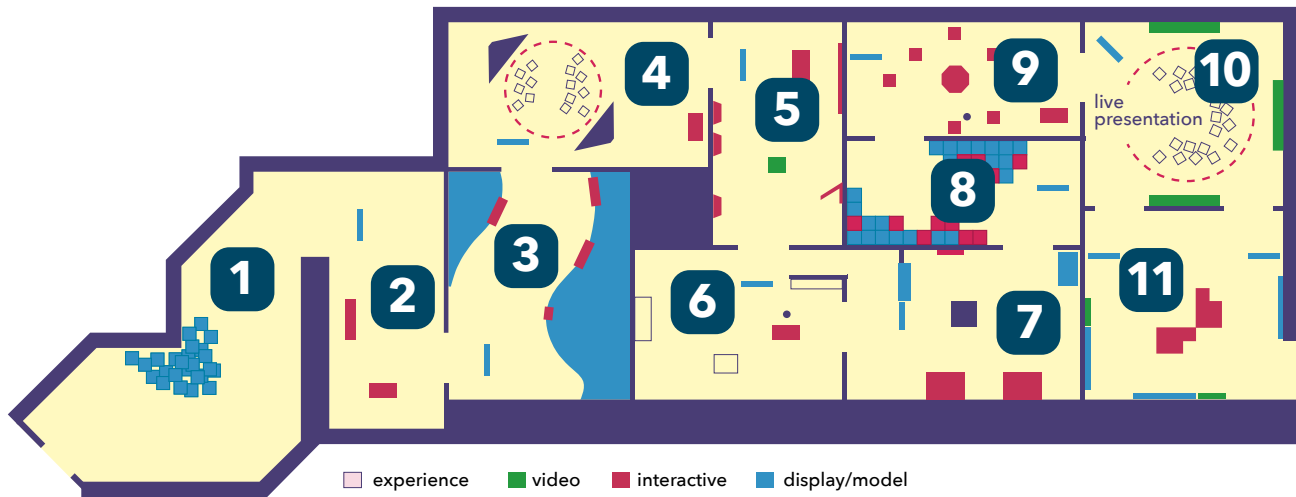 4
5
9
10
live
presentation
8
1
2
3
6
7
11
experience
video
interactive
display/model